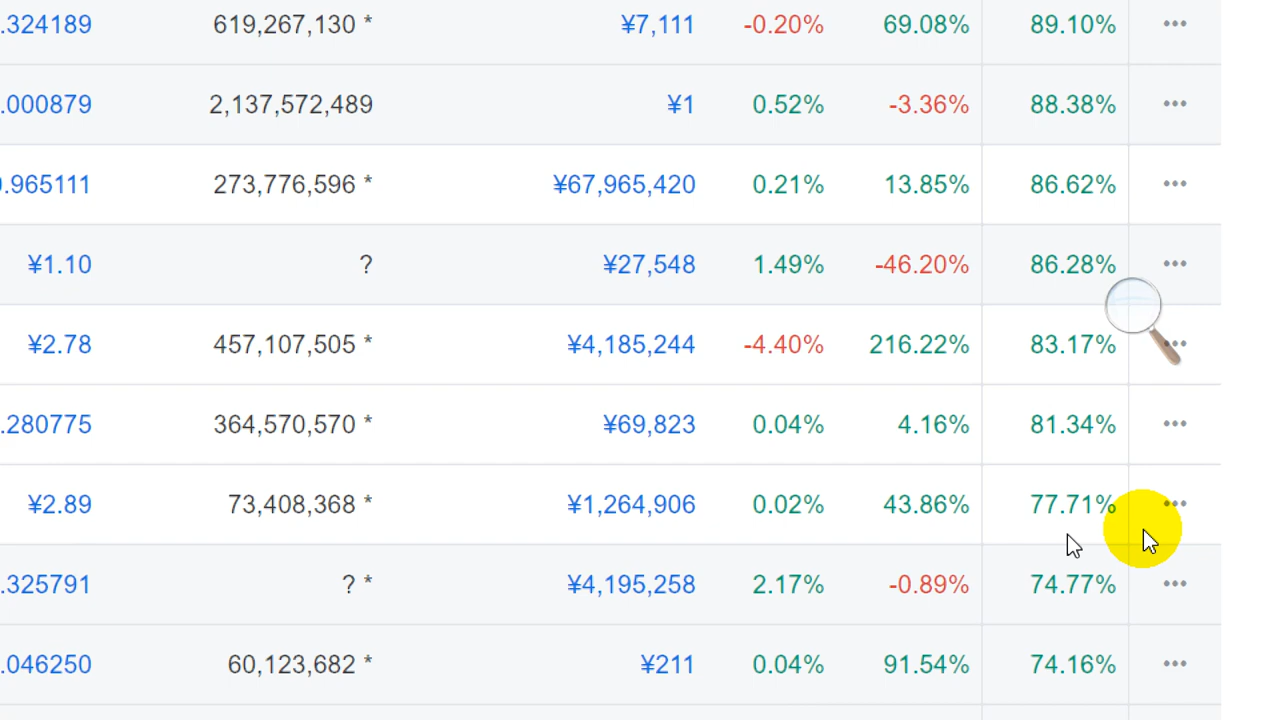 .324189 619,267,130 * ¥7,111 -0.20% 69.08% 89.10% •••
.000879 2,137,572,489 ¥1 0.52% -3.36% 88.38% •••
.965111 273,776,596 * ¥67,965,420 0.21% 13.85% 86.62% •••
¥1.10 ? ¥27,548 1.49% -46.20% 86.28% •••
¥2.78 457,107,505 * ¥4,185,244 -4.40% 216.22% 83.17% •••
.280775 364,570,570 * ¥69,823 0.04% 4.16% 81.34% •••
¥2.89 73,408,368 * ¥1,264,906 0.02% 43.86% 77.71% •••
.325791 ? * ¥4,195,258 2.17% -0.89% 74.77% •••
.046250 60,123,682 * ¥211 0.04% 91.54% 74.16% •••